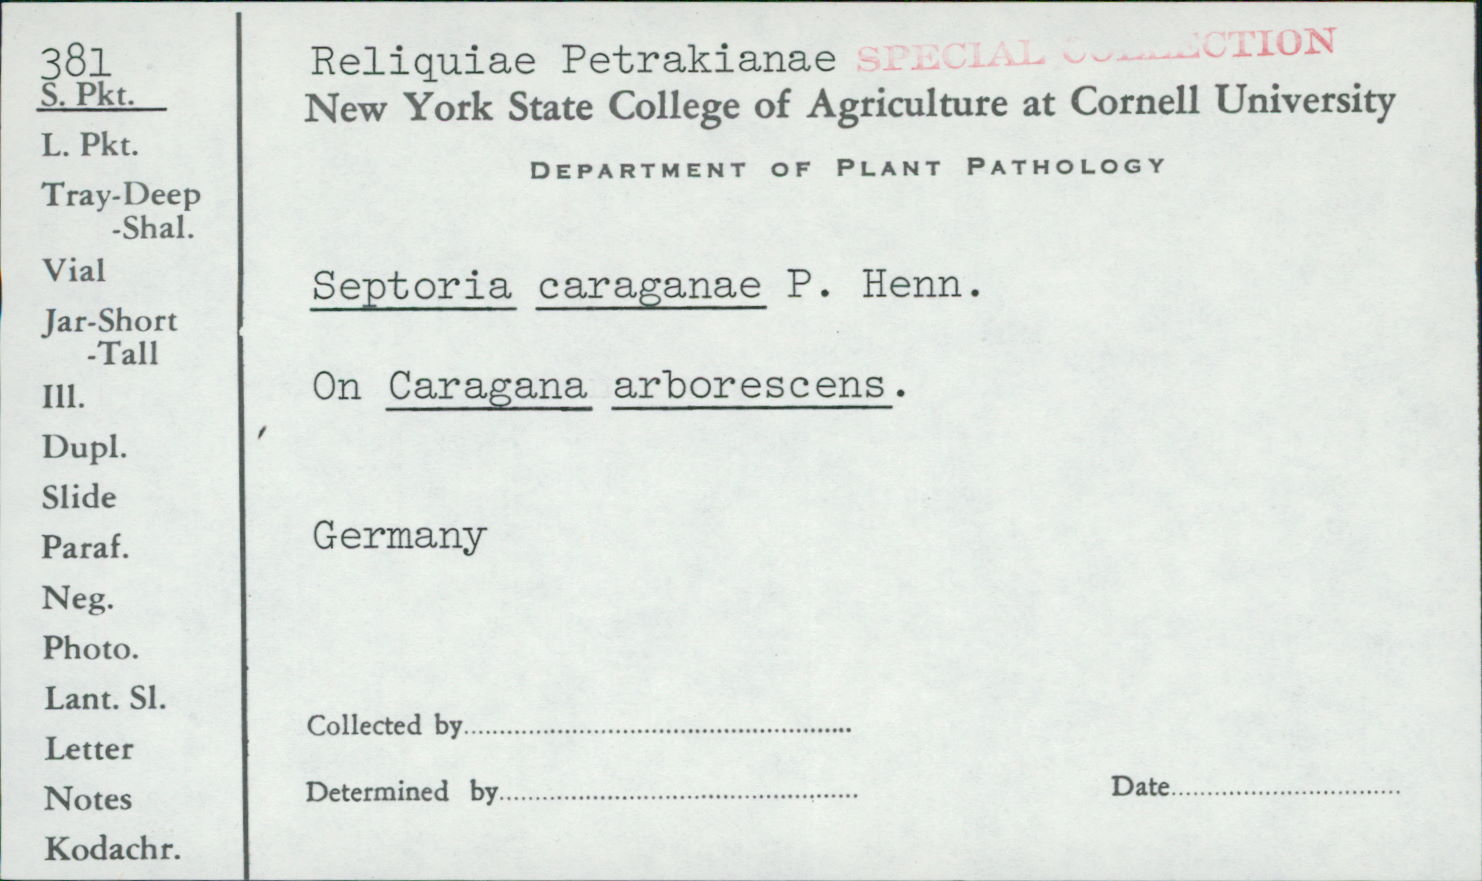 381
S. Pkt.
L. Pkt.
Tray-Deep
-Shal.
Vial
Jar-Short
-Tall
Ill.
Dupl.
Slide
Paraf.
Neg.
Photo.
Lant. Sl.
Letter
Notes
Kodachr.
Reliquiae Petrakianae SPECIAL COLLECTION
New York State College of Agriculture at Cornell University
DEPARTMENT OF PLANT PATHOLOGY
Septoria caraganae P. Henn.
On Caragana arborescens.
Germany
Collected by
Determined by
Date